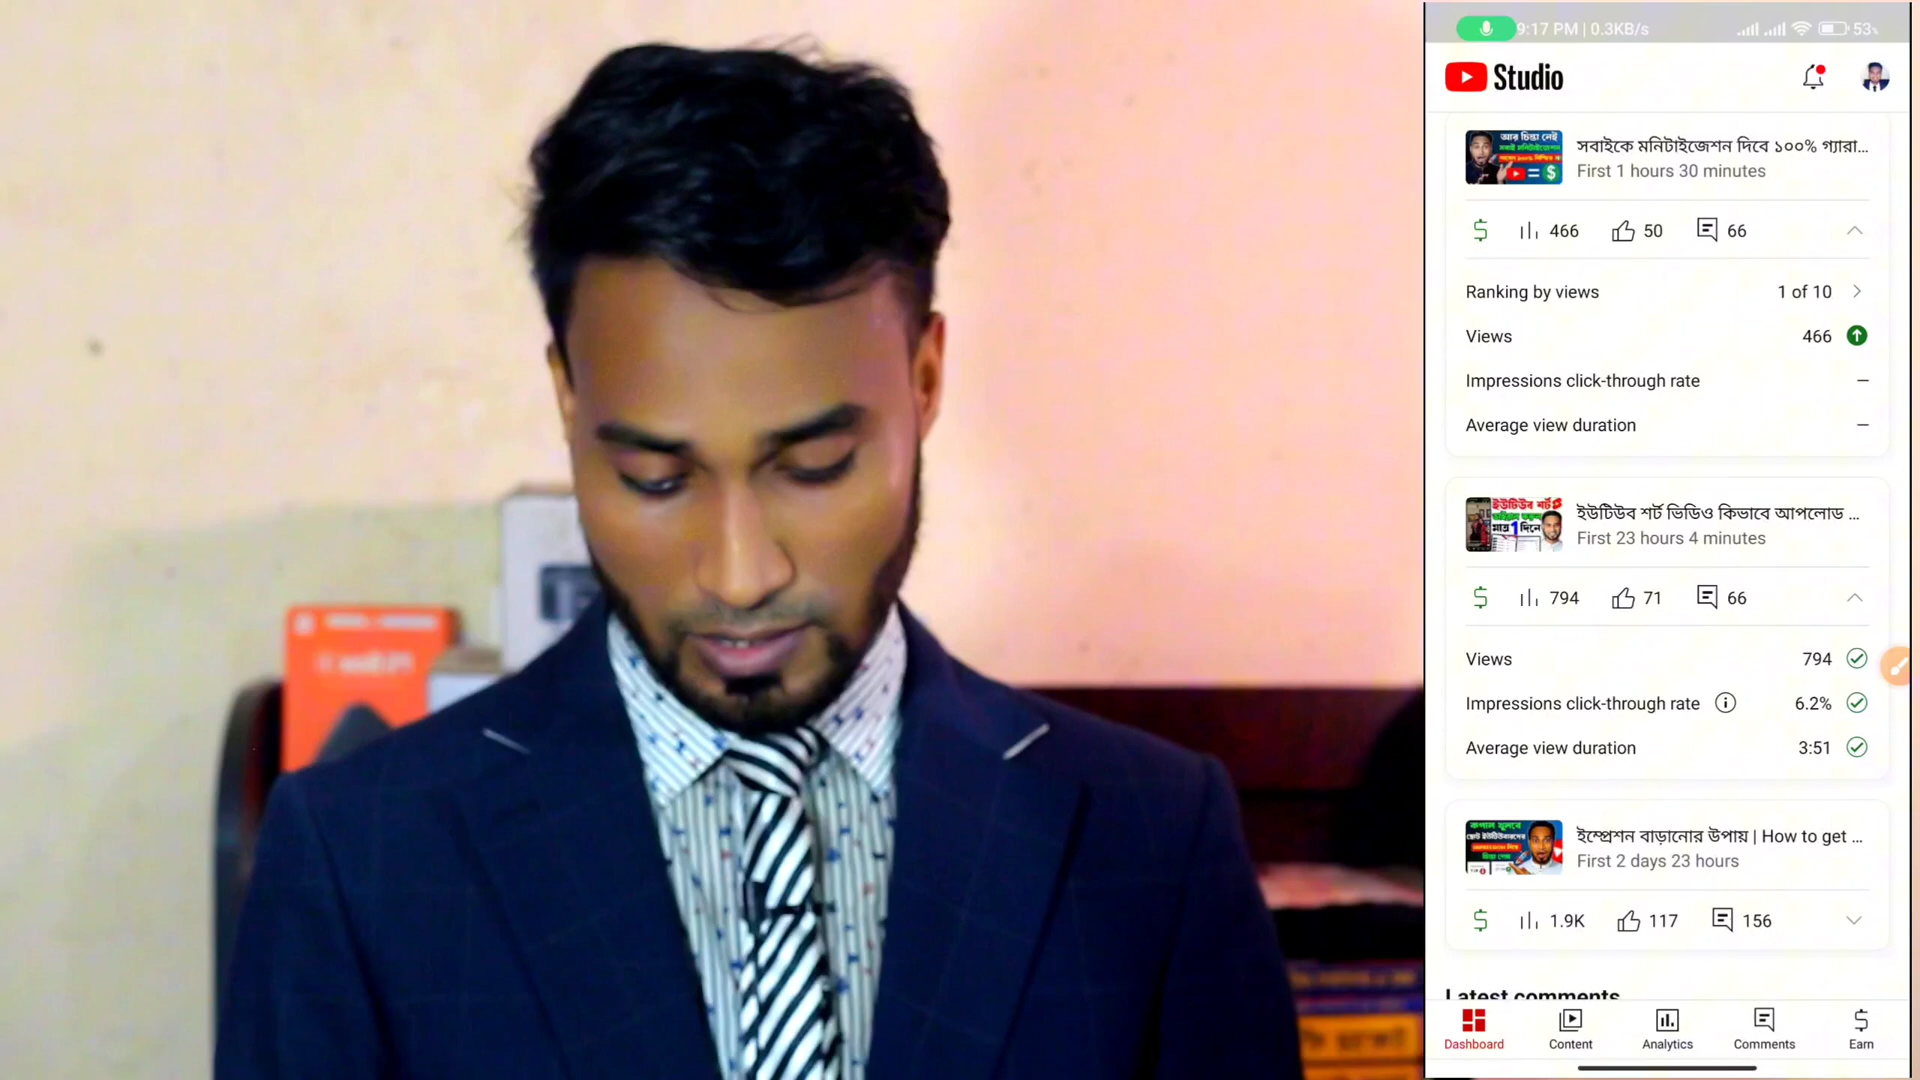 9:17 PM | 0.3KB/s
53%
Studio
সবাইকে মনিটাইজেশন দিবে ১০০% গ্যারা...
First 1 hours 30 minutes
466 50 66
Ranking by views 1 of 10
Views 466
Impressions click-through rate –
Average view duration –
ইউটিউব শর্ট ভিডিও কিভাবে আপলোড ...
First 23 hours 4 minutes
794 71 66
Views 794
Impressions click-through rate 6.2%
Average view duration 3:51
ইম্প্রেশন বাড়ানোর উপায় | How to get ...
First 2 days 23 hours
1.9K 117 156
Latest comments
Dashboard Content Analytics Comments Earn
আর চিন্তা নেই
মাত্র 1 দিনে